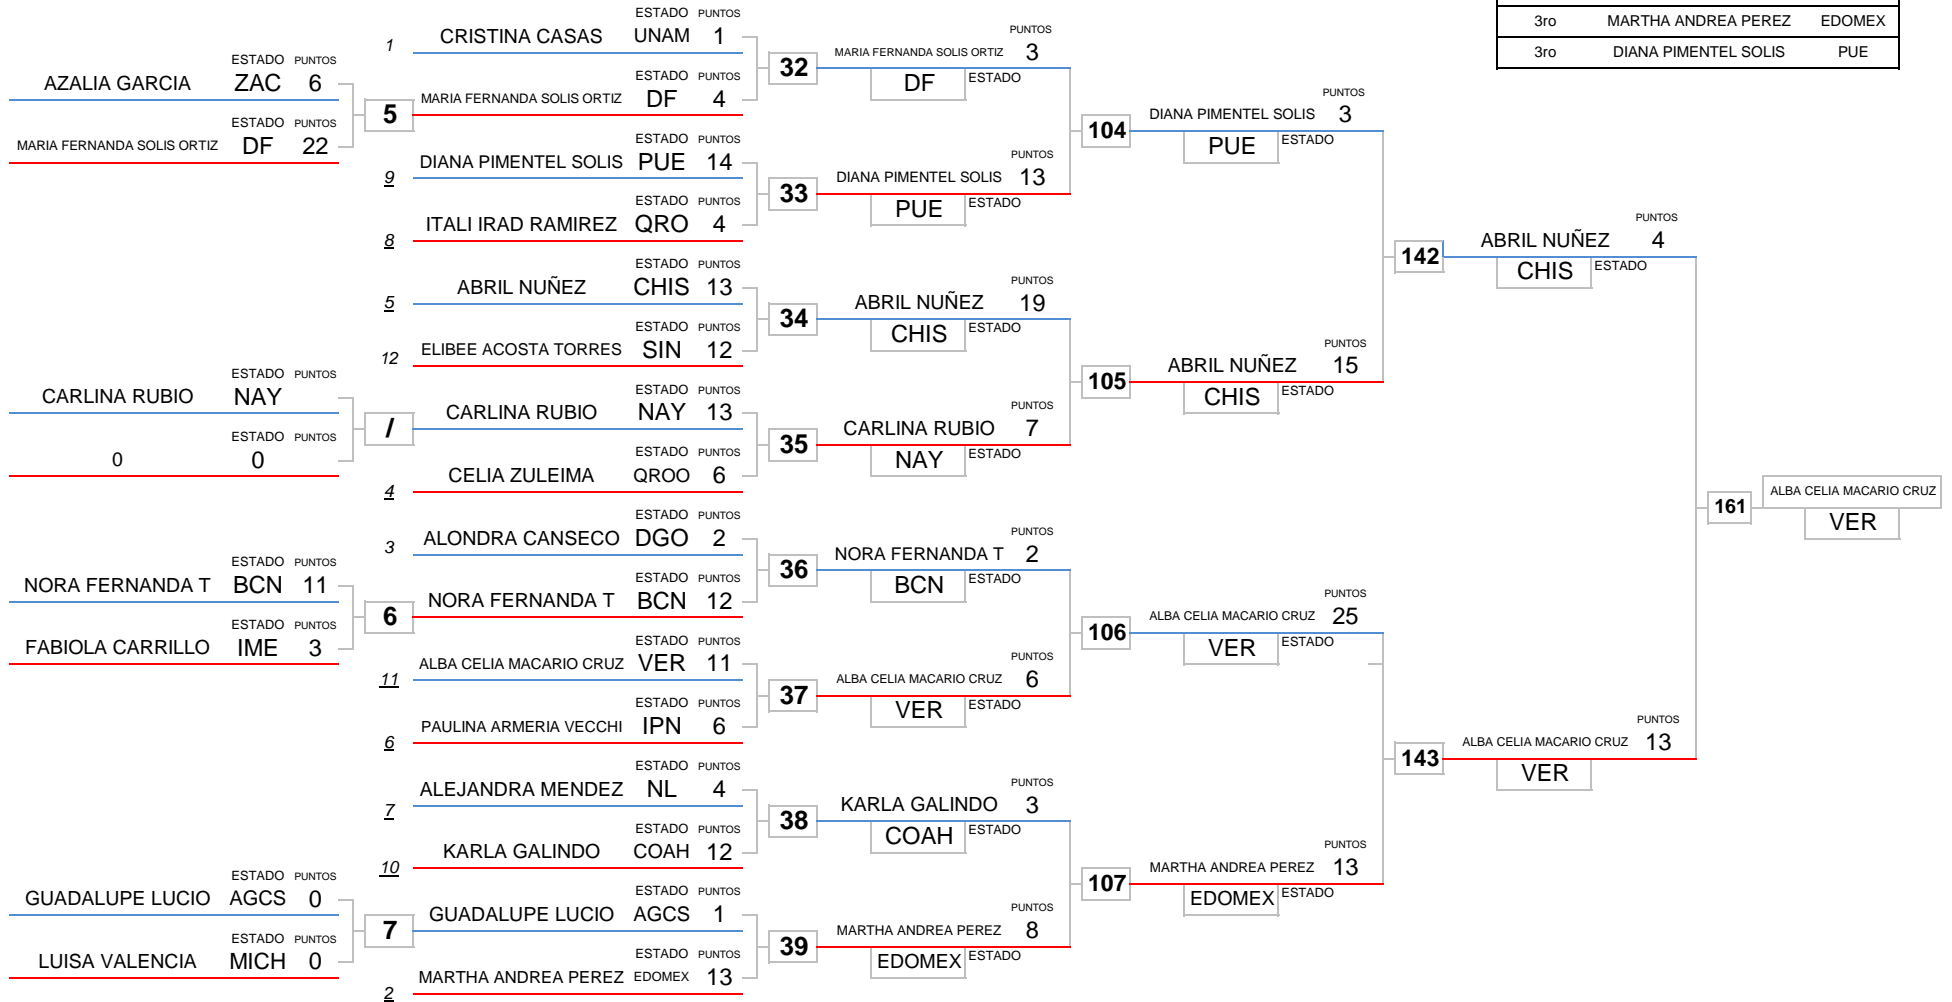 3ro MARTHA ANDREA PEREZ EDOMEX
3ro DIANA PIMENTEL SOLIS PUE
ESTADO PUNTOS
AZALIA GARCIA ZAC 6
ESTADO PUNTOS
MARIA FERNANDA SOLIS ORTIZ DF 22
5
ESTADO PUNTOS
CARLINA RUBIO NAY
ESTADO PUNTOS
0 0
/
ESTADO PUNTOS
NORA FERNANDA T BCN 11
ESTADO PUNTOS
FABIOLA CARRILLO IME 3
6
ESTADO PUNTOS
GUADALUPE LUCIO AGCS 0
ESTADO PUNTOS
LUISA VALENCIA MICH 0
7
ESTADO PUNTOS
1 CRISTINA CASAS UNAM 1
ESTADO PUNTOS
MARIA FERNANDA SOLIS ORTIZ DF 4
32
ESTADO PUNTOS
9 DIANA PIMENTEL SOLIS PUE 14
ESTADO PUNTOS
8 ITALI IRAD RAMIREZ QRO 4
33
ESTADO PUNTOS
5 ABRIL NUÑEZ CHIS 13
ESTADO PUNTOS
12 ELIBEE ACOSTA TORRES SIN 12
34
ESTADO PUNTOS
CARLINA RUBIO NAY 13
ESTADO PUNTOS
4 CELIA ZULEIMA QROO 6
35
ESTADO PUNTOS
3 ALONDRA CANSECO DGO 2
ESTADO PUNTOS
NORA FERNANDA T BCN 12
36
ESTADO PUNTOS
11 ALBA CELIA MACARIO CRUZ VER 11
ESTADO PUNTOS
6 PAULINA ARMERIA VECCHI IPN 6
37
ESTADO PUNTOS
7 ALEJANDRA MENDEZ NL 4
ESTADO PUNTOS
10 KARLA GALINDO COAH 12
38
ESTADO PUNTOS
GUADALUPE LUCIO AGCS 1
ESTADO PUNTOS
2 MARTHA ANDREA PEREZ EDOMEX 13
39
PUNTOS
MARIA FERNANDA SOLIS ORTIZ 3
DF ESTADO
PUNTOS
DIANA PIMENTEL SOLIS 13
PUE ESTADO
104
PUNTOS
ABRIL NUÑEZ 19
CHIS ESTADO
PUNTOS
CARLINA RUBIO 7
NAY ESTADO
105
PUNTOS
NORA FERNANDA T 2
BCN ESTADO
PUNTOS
ALBA CELIA MACARIO CRUZ 6
VER ESTADO
106
PUNTOS
KARLA GALINDO 3
COAH ESTADO
PUNTOS
MARTHA ANDREA PEREZ 8
EDOMEX ESTADO
107
PUNTOS
DIANA PIMENTEL SOLIS 3
PUE ESTADO
PUNTOS
ABRIL NUÑEZ 15
CHIS ESTADO
142
PUNTOS
ALBA CELIA MACARIO CRUZ 25
VER ESTADO
PUNTOS
MARTHA ANDREA PEREZ 13
EDOMEX ESTADO
143
PUNTOS
ABRIL NUÑEZ 4
CHIS ESTADO
PUNTOS
ALBA CELIA MACARIO CRUZ 13
VER
161
ALBA CELIA MACARIO CRUZ
VER